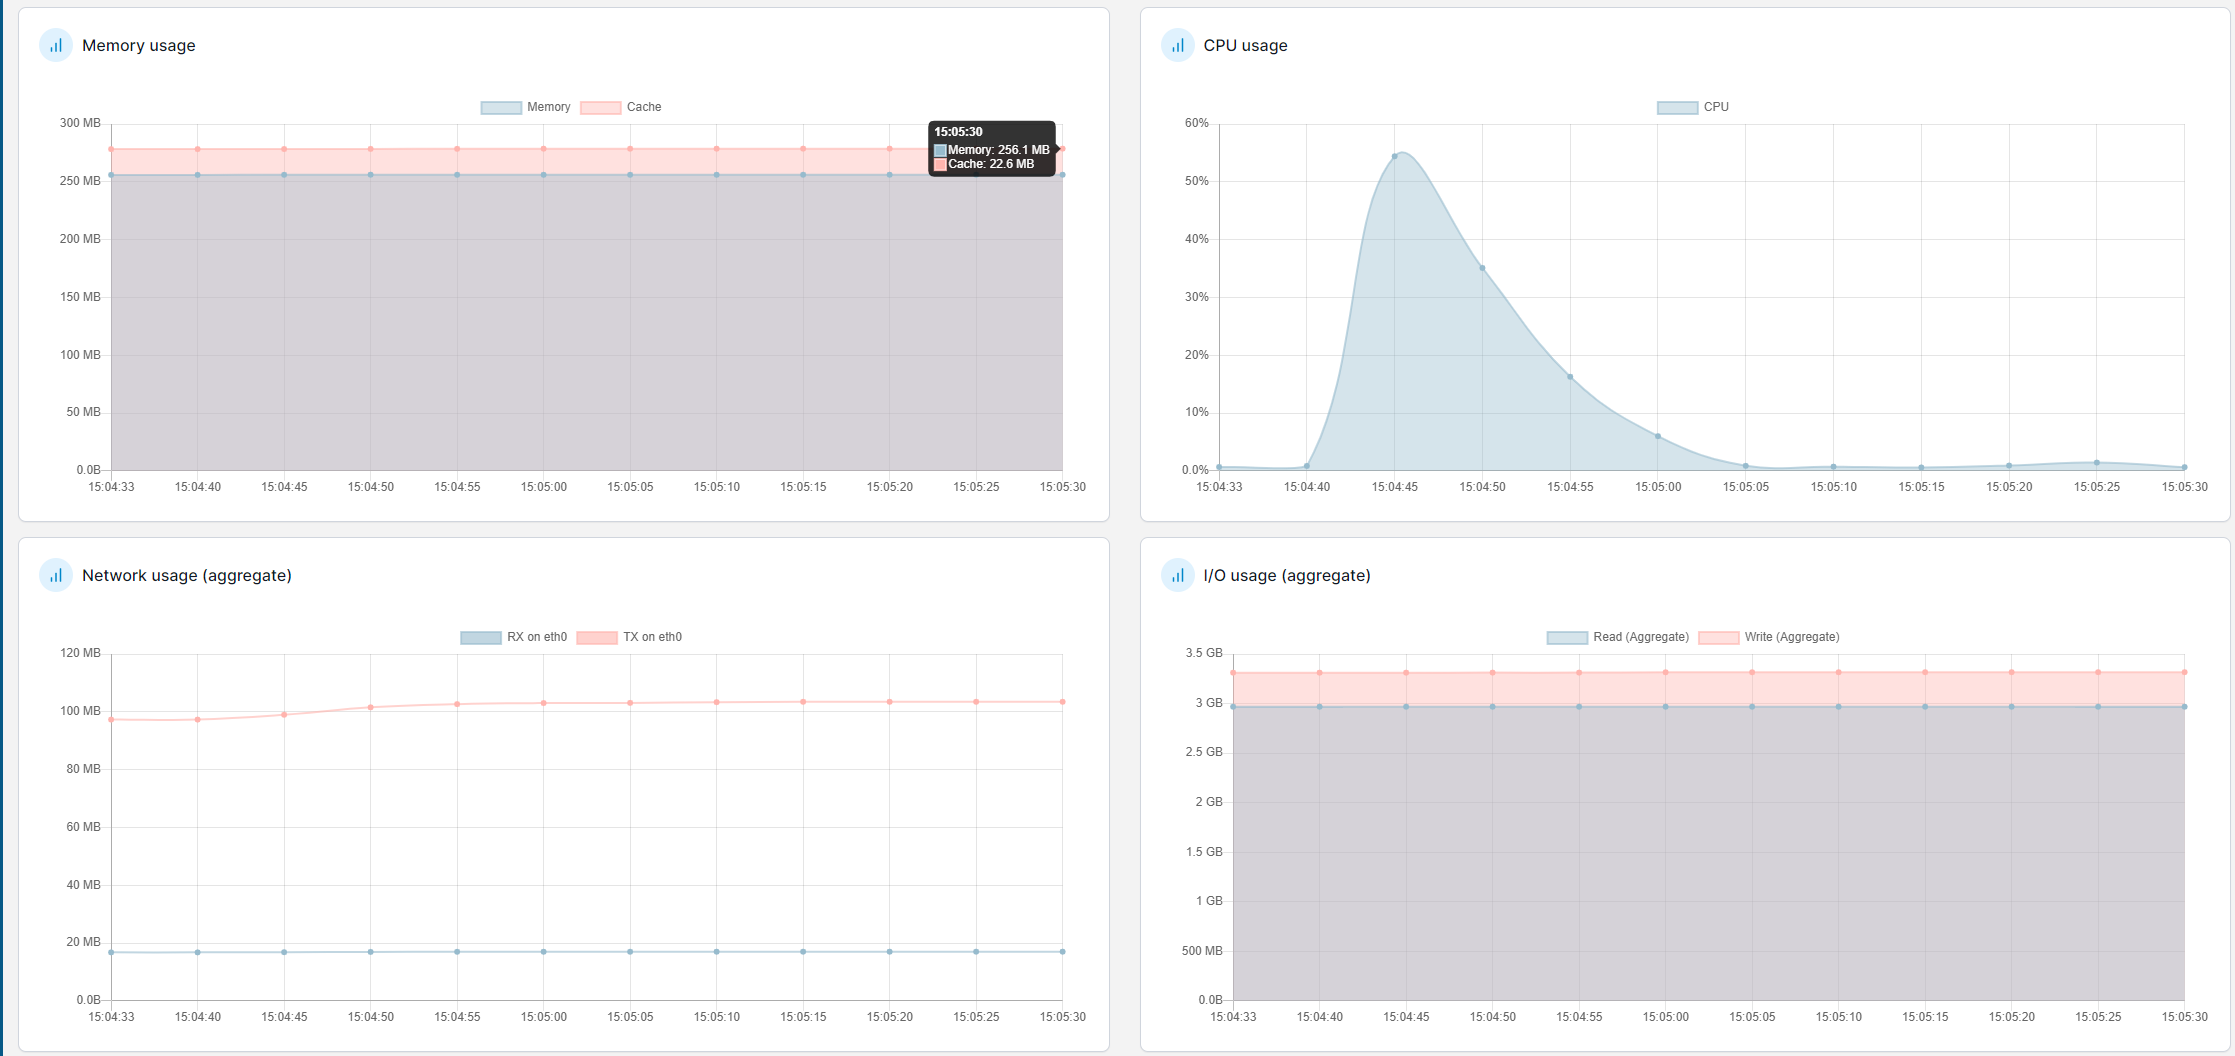 Memory usage
Memory Cache
300 MB
250 MB
200 MB
150 MB
100 MB
50 MB
0.0B
15:04:33 15:04:40 15:04:45 15:04:50 15:04:55 15:05:00 15:05:05 15:05:10 15:05:15 15:05:20 15:05:25 15:05:30
15:05:30
Memory: 256.1 MB
Cache: 22.6 MB
CPU usage
CPU
60%
50%
40%
30%
20%
10%
0.0%
15:04:33 15:04:40 15:04:45 15:04:50 15:04:55 15:05:00 15:05:05 15:05:10 15:05:15 15:05:20 15:05:25 15:05:30
Network usage (aggregate)
RX on eth0 TX on eth0
120 MB
100 MB
80 MB
60 MB
40 MB
20 MB
0.0B
15:04:33 15:04:40 15:04:45 15:04:50 15:04:55 15:05:00 15:05:05 15:05:10 15:05:15 15:05:20 15:05:25 15:05:30
I/O usage (aggregate)
Read (Aggregate) Write (Aggregate)
3.5 GB
3 GB
2.5 GB
2 GB
1.5 GB
1 GB
500 MB
0.0B
15:04:33 15:04:40 15:04:45 15:04:50 15:04:55 15:05:00 15:05:05 15:05:10 15:05:15 15:05:20 15:05:25 15:05:30